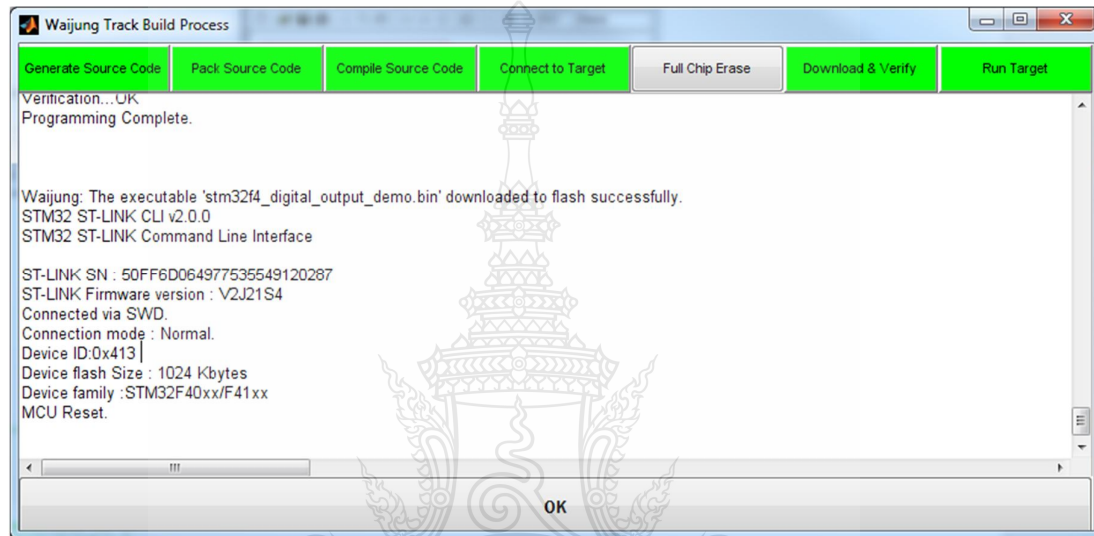 Waijung Track Build Process
Generate Source Code
Pack Source Code
Compile Source Code
Connect to Target
Full Chip Erase
Download & Verify
Run Target
Verification...OK
Programming Complete.
Waijung: The executable 'stm32f4_digital_output_demo.bin' downloaded to flash successfully.
STM32 ST-LINK CLI v2.0.0
STM32 ST-LINK Command Line Interface
ST-LINK SN : 50FF6D064977535549120287
ST-LINK Firmware version : V2J21S4
Connected via SWD.
Connection mode : Normal.
Device ID:0x413
Device flash Size : 1024 Kbytes
Device family :STM32F40xx/F41xx
MCU Reset.
OK